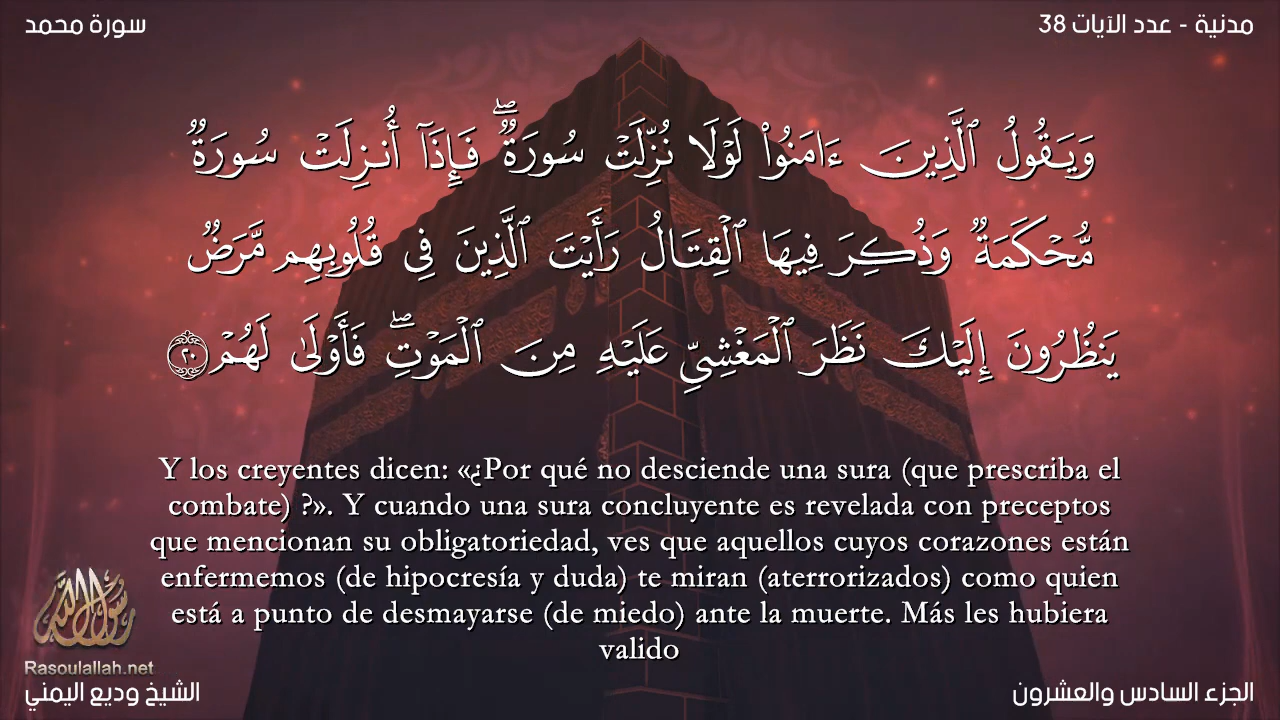 سورة محمد
مدنية - عدد الآيات 38
وَيَقُولُ ٱلَّذِينَ ءَامَنُوا۟ لَوْلَا نُزِّلَتْ سُورَةٌۖ فَإِذَآ أُنزِلَتْ سُورَةٌ
مُّحْكَمَةٌ وَذُكِرَ فِيهَا ٱلْقِتَالُ رَأَيْتَ ٱلَّذِينَ فِى قُلُوبِهِم مَّرَضٌ
يَنظُرُونَ إِلَيْكَ نَظَرَ ٱلْمَغْشِىِّ عَلَيْهِ مِنَ ٱلْمَوْتِۖ فَأَوْلَىٰ لَهُمْ ٢٠
Y los creyentes dicen: «¿Por qué no desciende una sura (que prescriba el
combate) ?». Y cuando una sura concluyente es revelada con preceptos
que mencionan su obligatoriedad, ves que aquellos cuyos corazones están
enfermemos (de hipocresía y duda) te miran (aterrorizados) como quien
está a punto de desmayarse (de miedo) ante la muerte. Más les hubiera
valido
رسول الله
Rasoulallah.net
الشيخ وديع اليمني
الجزء السادس والعشرون